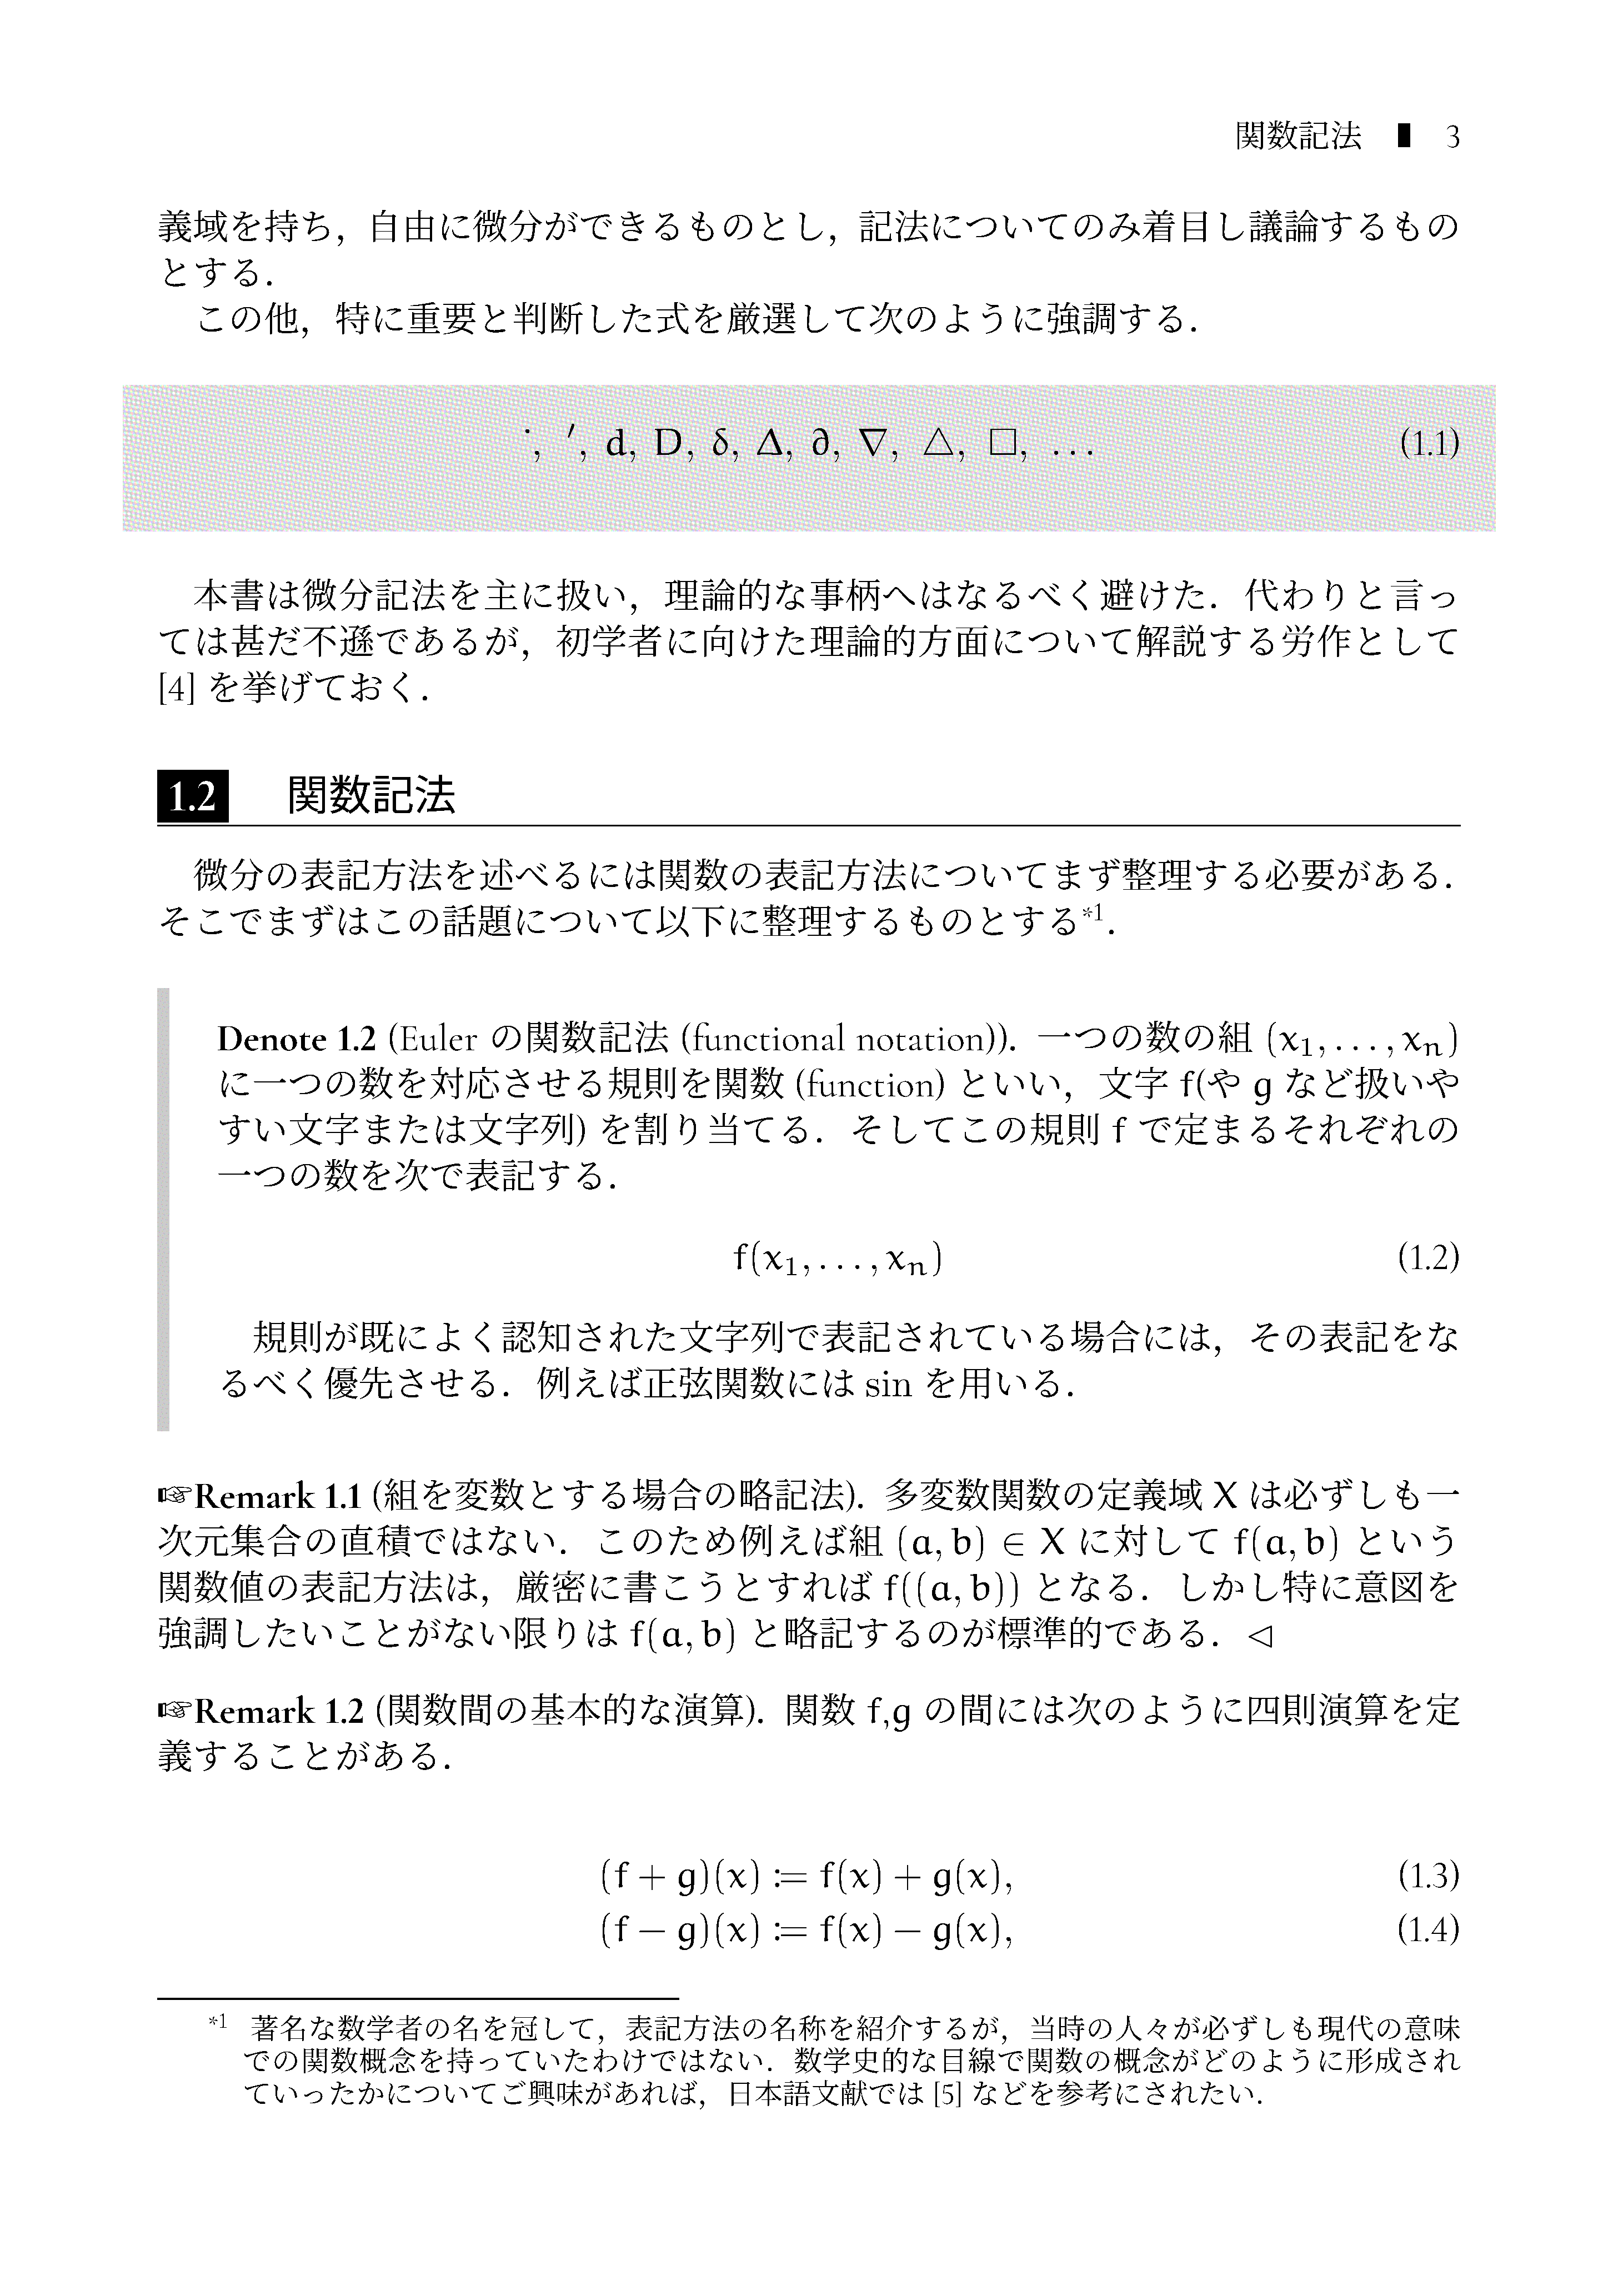 関数記法 ▮ 3
義域を持ち，自由に微分ができるものとし，記法についてのみ着目し議論するもの
とする．
この他，特に重要と判断した式を厳選して次のように強調する．
˙, ′, d, D, δ, Δ, ∂, ∇, △, □, ... (1.1)
本書は微分記法を主に扱い，理論的な事柄へはなるべく避けた．代わりと言っ
ては甚だ不遜であるが，初学者に向けた理論的方面について解説する労作として
[4] を挙げておく．
1.2 関数記法
微分の表記方法を述べるには関数の表記方法についてまず整理する必要がある．
そこでまずはこの話題について以下に整理するものとする*1．
Denote 1.2 (Euler の関数記法 (functional notation)). 一つの数の組 (x₁, . . . , xₙ)
に一つの数を対応させる規則を関数 (function) といい，文字 f(や g など扱いや
すい文字または文字列) を割り当てる．そしてこの規則 f で定まるそれぞれの
一つの数を次で表記する．
f(x₁, . . . , xₙ) (1.2)
規則が既によく認知された文字列で表記されている場合には，その表記をな
るべく優先させる．例えば正弦関数には sin を用いる．
☞Remark 1.1 (組を変数とする場合の略記法). 多変数関数の定義域 X は必ずしも一
次元集合の直積ではない．このため例えば組 (a, b) ∈ X に対して f(a, b) という
関数値の表記方法は，厳密に書こうとすれば f((a, b)) となる．しかし特に意図を
強調したいことがない限りは f(a, b) と略記するのが標準的である．◁
☞Remark 1.2 (関数間の基本的な演算). 関数 f,g の間には次のように四則演算を定
義することがある．
(f + g)(x) ≔ f(x) + g(x), (1.3)
(f − g)(x) ≔ f(x) − g(x), (1.4)
*1 著名な数学者の名を冠して，表記方法の名称を紹介するが，当時の人々が必ずしも現代の意味
での関数概念を持っていたわけではない．数学史的な目線で関数の概念がどのように形成され
ていったかについてご興味があれば，日本語文献では [5] などを参考にされたい．